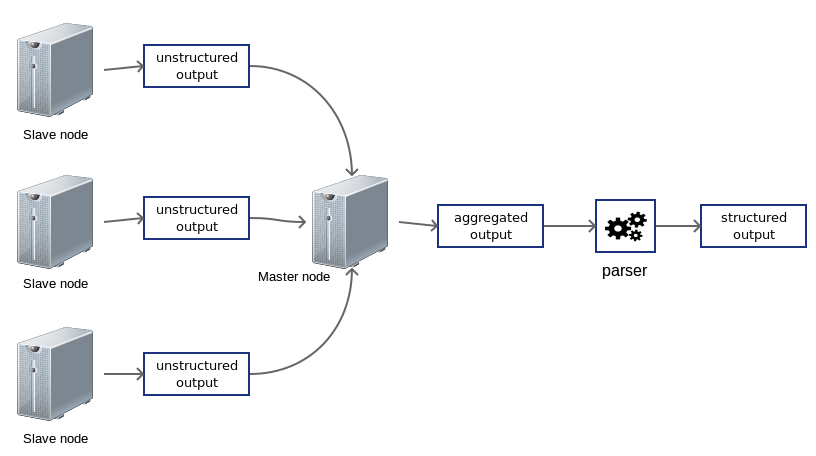 unstructured
output
Slave node
unstructured
output
Slave node
Master node
aggregated
output
parser
structured
output
unstructured
output
Slave node